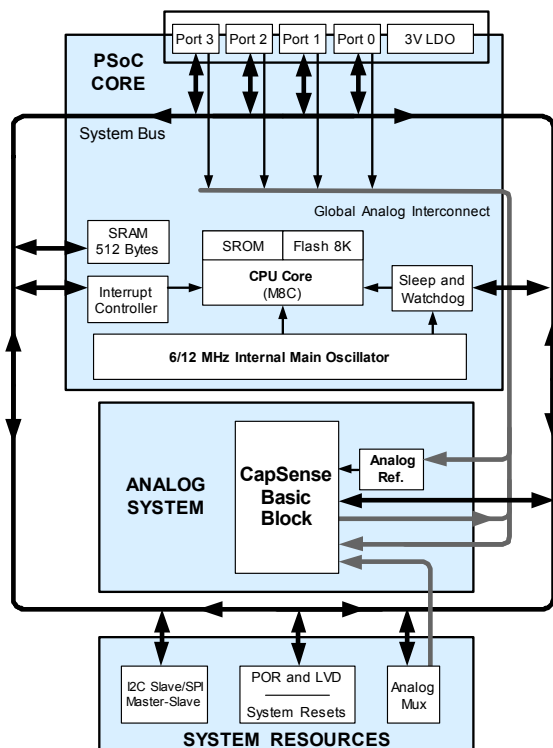 Port 3
Port 2
Port 1
Port 0
3V LDO
PSoC
CORE
System Bus
Global Analog Interconnect
SRAM
512 Bytes
SROM
Flash 8K
CPU Core
(M8C)
Interrupt
Controller
Sleep and
Watchdog
6/12 MHz Internal Main Oscillator
ANALOG
SYSTEM
CapSense
Basic
Block
Analog
Ref.
I2C Slave/SPI
Master-Slave
POR and LVD
System Resets
Analog
Mux
SYSTEM RESOURCES